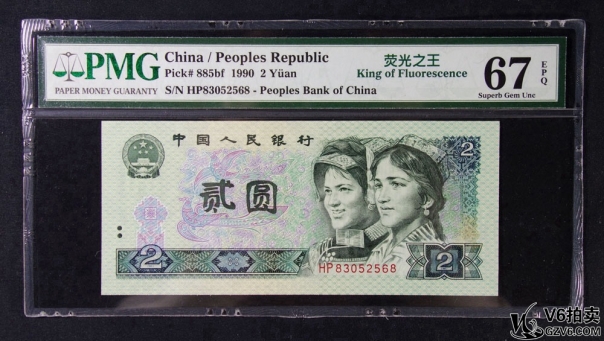 PMG
PAPER MONEY GUARANTY
China / Peoples Republic
Pick# 885bf 1990 2 Yüan
S/N HP83052568 - Peoples Bank of China
荧光之王
King of Fluorescence
67 EPQ
Superb Gem Unc
中国人民银行
2
贰圆
2
HP83052568
2
V6拍卖
GZV6.COM